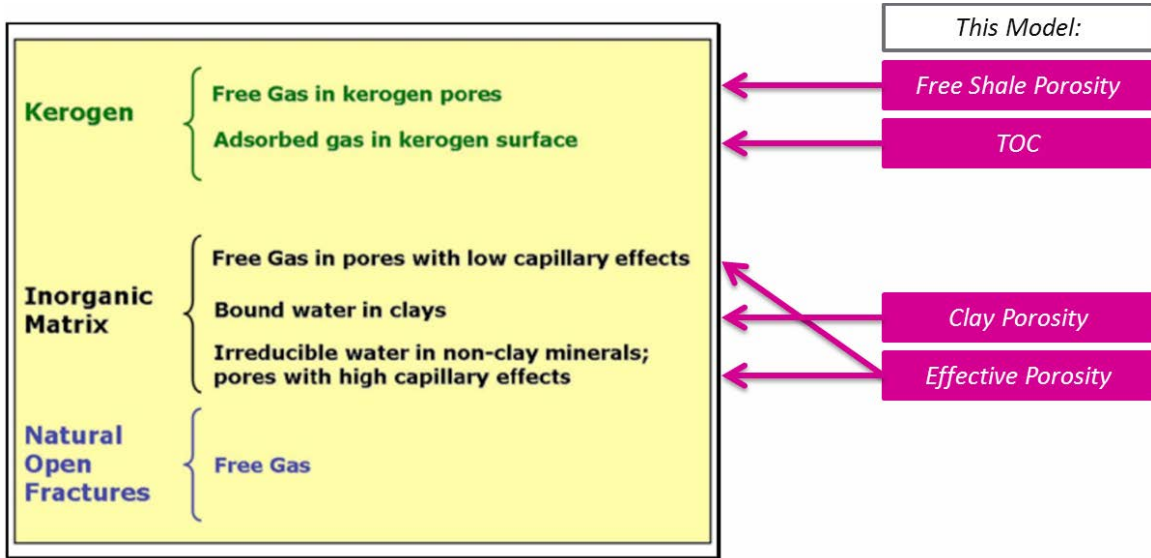 This Model:
Kerogen
Free Gas in kerogen pores
Adsorbed gas in kerogen surface
Free Shale Porosity
TOC
Inorganic
Matrix
Free Gas in pores with low capillary effects
Bound water in clays
Irreducible water in non-clay minerals;
pores with high capillary effects
Clay Porosity
Effective Porosity
Natural
Open
Fractures
Free Gas